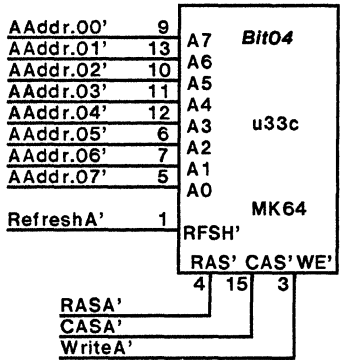 AAddr.00' 9 A7 Bit04
AAddr.01' 13 A6
AAddr.02' 10 A5
AAddr.03' 11 A4
AAddr.04' 12 A3 u33c
AAddr.05' 6 A2
AAddr.06' 7 A1
AAddr.07' 5 A0
MK64
RefreshA' 1 RFSH'
RAS' CAS' WE'
4 15 3
RASA'
CASA'
WriteA'